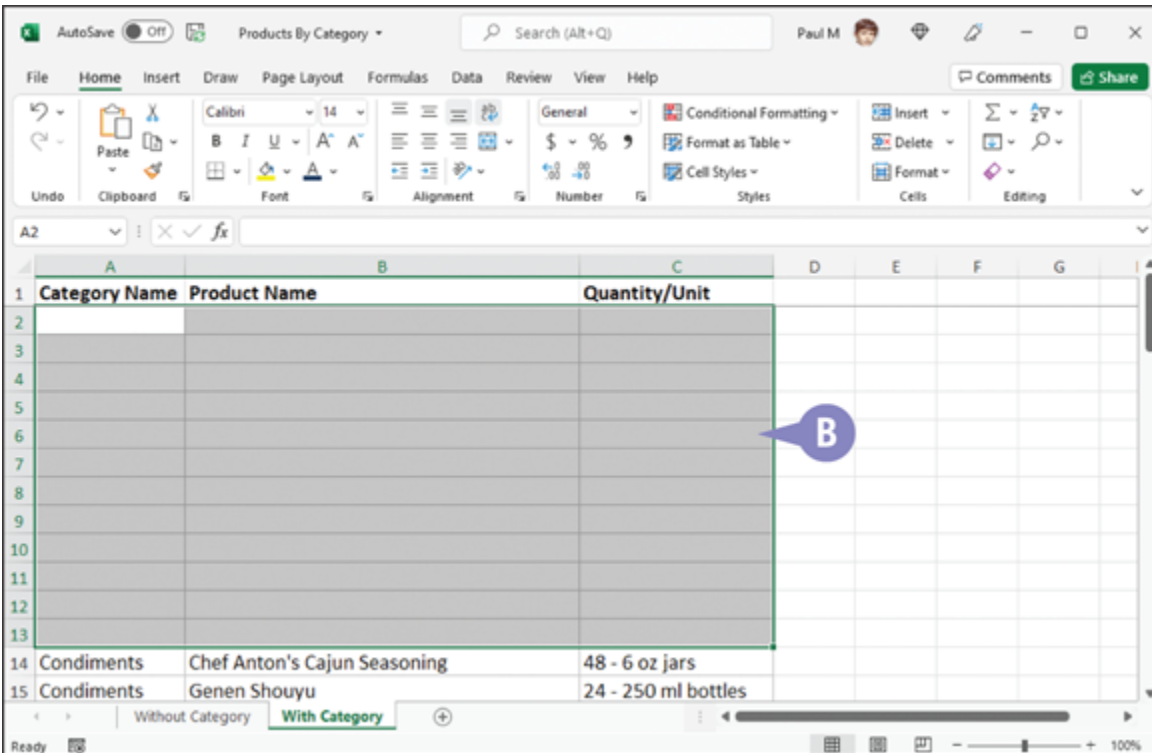 AutoSave Off Products By Category Search (Alt+Q) Paul M
File Home Insert Draw Page Layout Formulas Data Review View Help Comments Share
Calibri 14 General Conditional Formatting Insert
Paste B I U A A $ % Format as Table Delete
A Cell Styles Format
Undo Clipboard Font Alignment Number Styles Cells Editing
A2 fx
A B C D E F G
1 Category Name Product Name Quantity/Unit
2
3
4
5
6 B
7
8
9
10
11
12
13
14 Condiments Chef Anton's Cajun Seasoning 48 - 6 oz jars
15 Condiments Genen Shouyu 24 - 250 ml bottles
Without Category With Category
Ready 100%